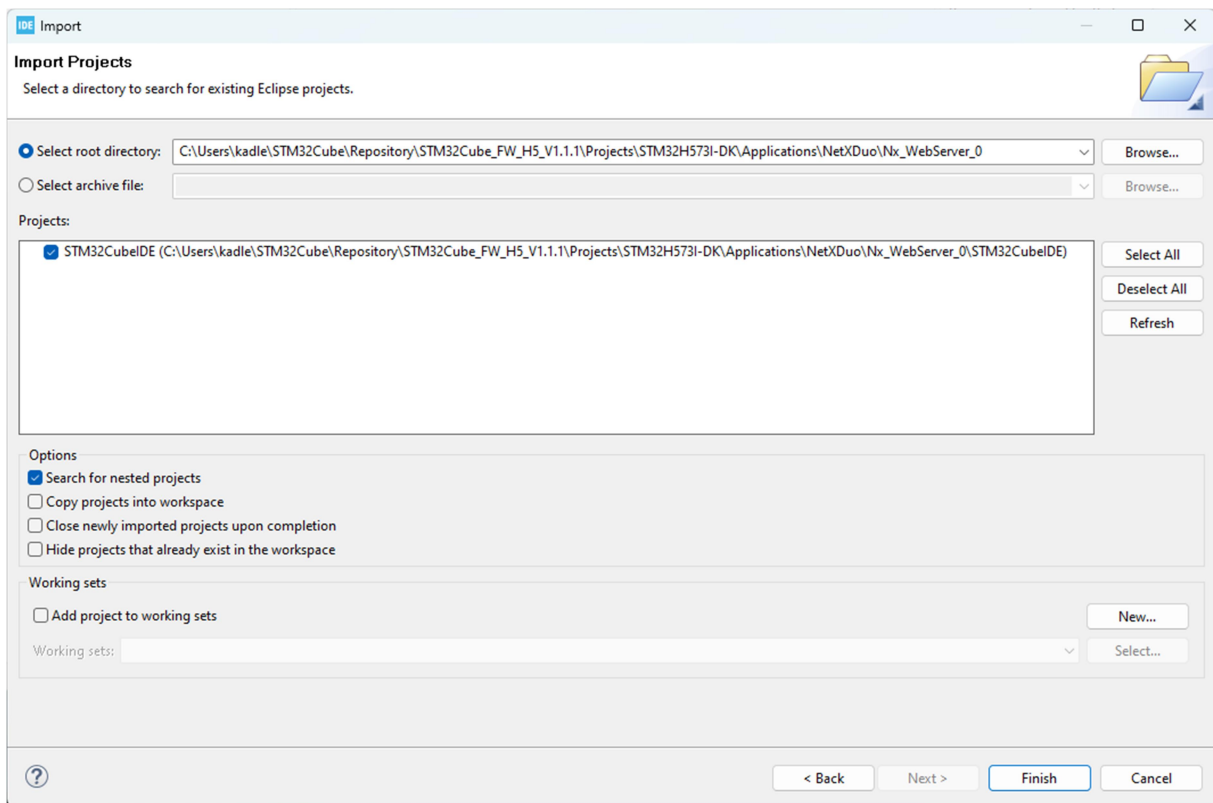 IDE Import
Import Projects
Select a directory to search for existing Eclipse projects.
Select root directory: C:\Users\kadle\STM32Cube\Repository\STM32Cube_FW_H5_V1.1.1\Projects\STM32H573I-DK\Applications\NetXDuo\Nx_WebServer_0 Browse...
Select archive file: Browse...
Projects:
STM32CubeIDE (C:\Users\kadle\STM32Cube\Repository\STM32Cube_FW_H5_V1.1.1\Projects\STM32H573I-DK\Applications\NetXDuo\Nx_WebServer_0\STM32CubeIDE) Select All
Deselect All
Refresh
Options
Search for nested projects
Copy projects into workspace
Close newly imported projects upon completion
Hide projects that already exist in the workspace
Working sets
Add project to working sets New...
Working sets: Select...
? < Back Next > Finish Cancel